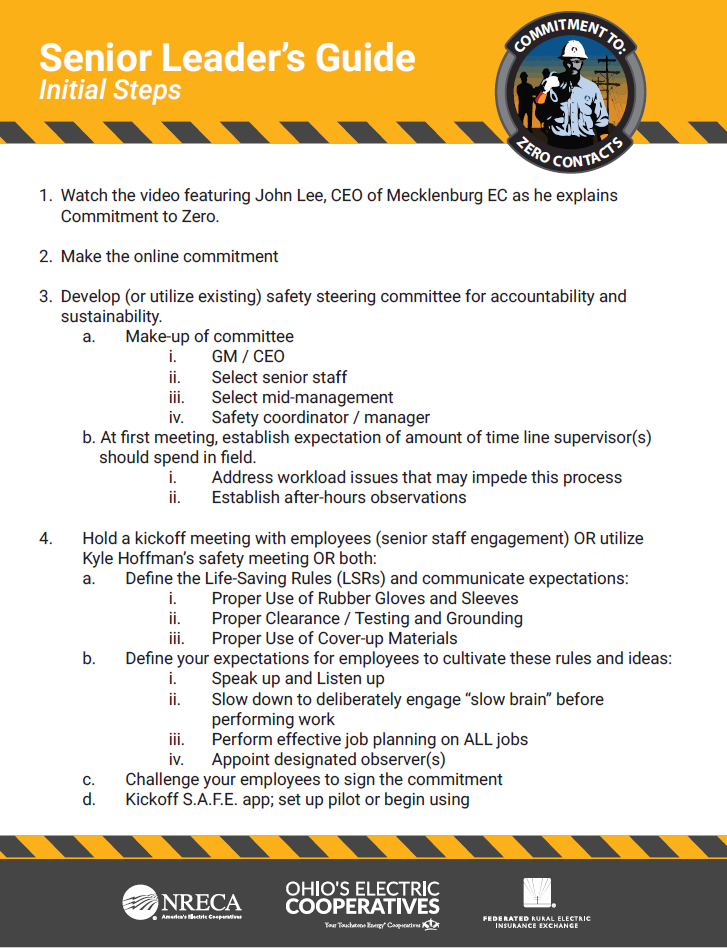 Senior Leader's Guide
Initial Steps
COMMITMENT TO:
ZERO CONTACTS
1. Watch the video featuring John Lee, CEO of Mecklenburg EC as he explains
Commitment to Zero.
2. Make the online commitment
3. Develop (or utilize existing) safety steering committee for accountability and
sustainability.
a. Make-up of committee
i. GM / CEO
ii. Select senior staff
iii. Select mid-management
iv. Safety coordinator / manager
b. At first meeting, establish expectation of amount of time line supervisor(s)
should spend in field.
i. Address workload issues that may impede this process
ii. Establish after-hours observations
4. Hold a kickoff meeting with employees (senior staff engagement) OR utilize
Kyle Hoffman's safety meeting OR both:
a. Define the Life-Saving Rules (LSRs) and communicate expectations:
i. Proper Use of Rubber Gloves and Sleeves
ii. Proper Clearance / Testing and Grounding
iii. Proper Use of Cover-up Materials
b. Define your expectations for employees to cultivate these rules and ideas:
i. Speak up and Listen up
ii. Slow down to deliberately engage “slow brain” before
performing work
iii. Perform effective job planning on ALL jobs
iv. Appoint designated observer(s)
c. Challenge your employees to sign the commitment
d. Kickoff S.A.F.E. app; set up pilot or begin using
NRECA
America's Electric Cooperatives
OHIO'S ELECTRIC
COOPERATIVES
Your Touchstone Energy® Cooperatives
FEDERATED RURAL ELECTRIC
INSURANCE EXCHANGE